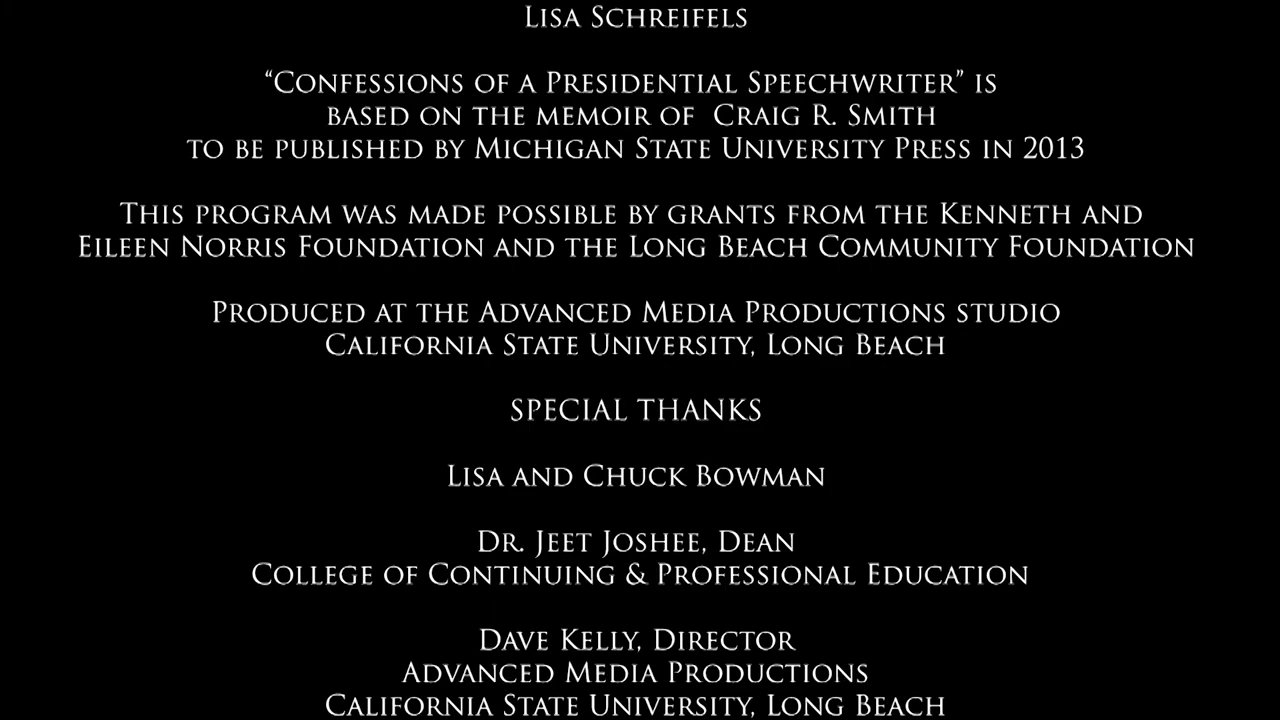 Lisa Schreifels
“Confessions of a Presidential Speechwriter” is
based on the memoir of Craig R. Smith
to be published by Michigan State University Press in 2013
This program was made possible by grants from the Kenneth and
Eileen Norris Foundation and the Long Beach Community Foundation
Produced at the Advanced Media Productions studio
California State University, Long Beach
SPECIAL THANKS
Lisa and Chuck Bowman
Dr. Jeet Joshee, Dean
College of Continuing & Professional Education
Dave Kelly, Director
Advanced Media Productions
California State University, Long Beach